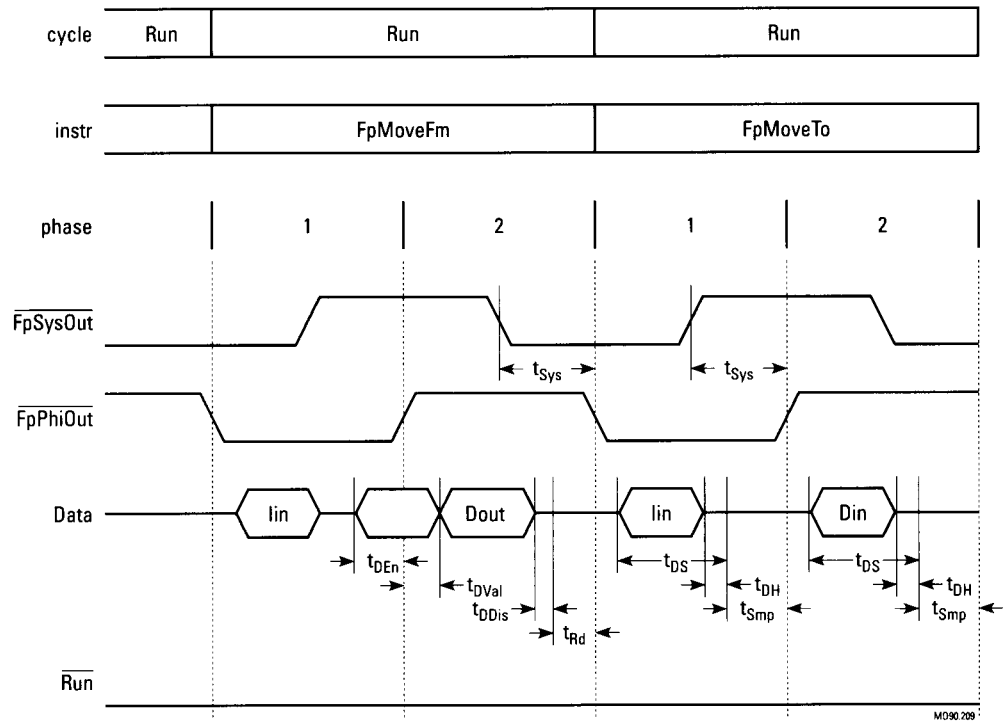 cycle Run Run Run
instr FpMoveFm FpMoveTo
phase 1 2 1 2
FpSysOut
tSys tSys
FpPhiOut
Data Iin Dout Iin Din
tDEn tDS tDS
tDVal tDH tDH
tDDis tSmp tSmp
tRd
Run
MD90.209